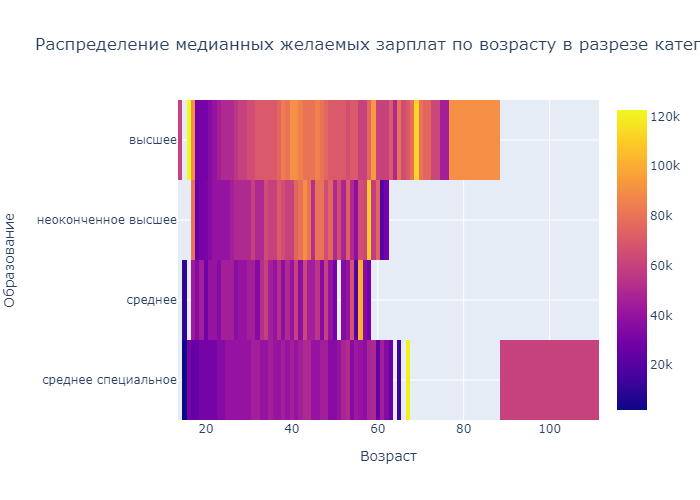 Распределение медианных желаемых зарплат по возрасту в разрезе катег
высшее
неоконченное высшее
среднее
среднее специальное
Образование
20 40 60 80 100
Возраст
120k
100k
80k
60k
40k
20k